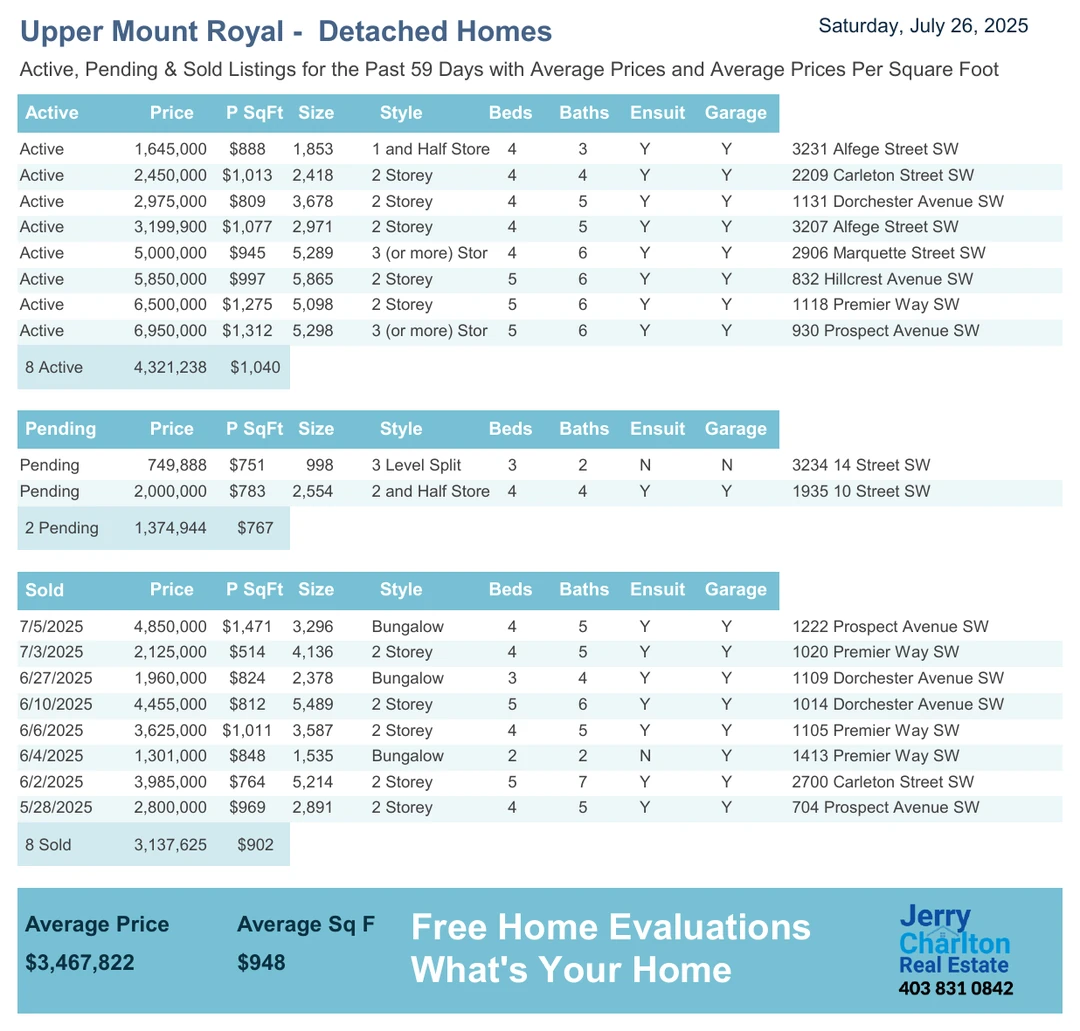 Upper Mount Royal - Detached Homes
Saturday, July 26, 2025
Active, Pending & Sold Listings for the Past 59 Days with Average Prices and Average Prices Per Square Foot
Active Price P SqFt Size Style Beds Baths Ensuit Garage
Active 1,645,000 $888 1,853 1 and Half Store 4 3 Y Y 3231 Alfege Street SW
Active 2,450,000 $1,013 2,418 2 Storey 4 4 Y Y 2209 Carleton Street SW
Active 2,975,000 $809 3,678 2 Storey 4 5 Y Y 1131 Dorchester Avenue SW
Active 3,199,900 $1,077 2,971 2 Storey 4 5 Y Y 3207 Alfege Street SW
Active 5,000,000 $945 5,289 3 (or more) Stor 4 6 Y Y 2906 Marquette Street SW
Active 5,850,000 $997 5,865 2 Storey 5 6 Y Y 832 Hillcrest Avenue SW
Active 6,500,000 $1,275 5,098 2 Storey 5 6 Y Y 1118 Premier Way SW
Active 6,950,000 $1,312 5,298 3 (or more) Stor 5 6 Y Y 930 Prospect Avenue SW
8 Active 4,321,238 $1,040
Pending Price P SqFt Size Style Beds Baths Ensuit Garage
Pending 749,888 $751 998 3 Level Split 3 2 N N 3234 14 Street SW
Pending 2,000,000 $783 2,554 2 and Half Store 4 4 Y Y 1935 10 Street SW
2 Pending 1,374,944 $767
Sold Price P SqFt Size Style Beds Baths Ensuit Garage
7/5/2025 4,850,000 $1,471 3,296 Bungalow 4 5 Y Y 1222 Prospect Avenue SW
7/3/2025 2,125,000 $514 4,136 2 Storey 4 5 Y Y 1020 Premier Way SW
6/27/2025 1,960,000 $824 2,378 Bungalow 3 4 Y Y 1109 Dorchester Avenue SW
6/10/2025 4,455,000 $812 5,489 2 Storey 5 6 Y Y 1014 Dorchester Avenue SW
6/6/2025 3,625,000 $1,011 3,587 2 Storey 4 5 Y Y 1105 Premier Way SW
6/4/2025 1,301,000 $848 1,535 Bungalow 2 2 N Y 1413 Premier Way SW
6/2/2025 3,985,000 $764 5,214 2 Storey 5 7 Y Y 2700 Carleton Street SW
5/28/2025 2,800,000 $969 2,891 2 Storey 4 5 Y Y 704 Prospect Avenue SW
8 Sold 3,137,625 $902
Average Price Average Sq F
$3,467,822 $948
Free Home Evaluations
What's Your Home
Jerry
Charlton
Real Estate
403 831 0842